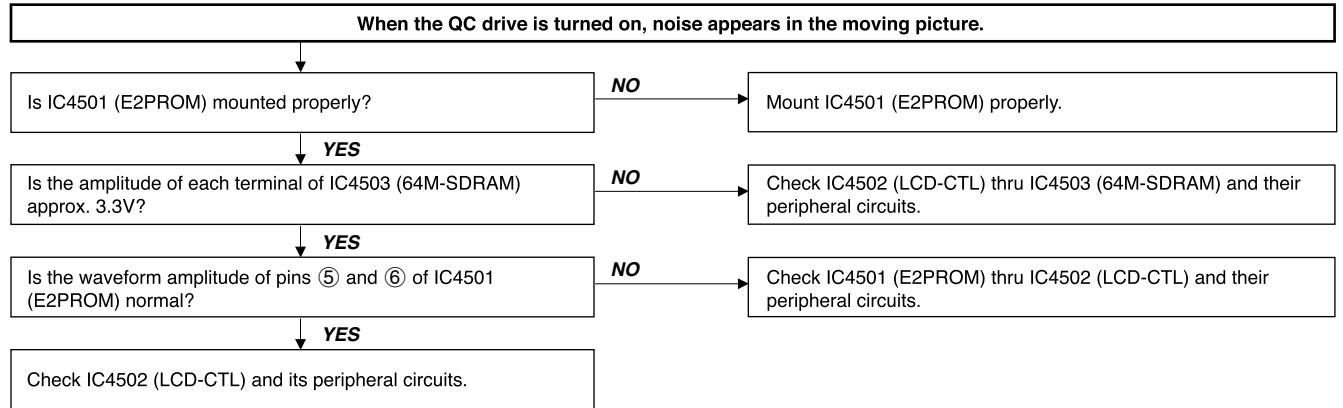 When the QC drive is turned on, noise appears in the moving picture.
Is IC4501 (E2PROM) mounted properly?
NO
Mount IC4501 (E2PROM) properly.
YES
Is the amplitude of each terminal of IC4503 (64M-SDRAM)
approx. 3.3V?
NO
Check IC4502 (LCD-CTL) thru IC4503 (64M-SDRAM) and their
peripheral circuits.
YES
Is the waveform amplitude of pins ⑤ and ⑥ of IC4501
(E2PROM) normal?
NO
Check IC4501 (E2PROM) thru IC4502 (LCD-CTL) and their
peripheral circuits.
YES
Check IC4502 (LCD-CTL) and its peripheral circuits.